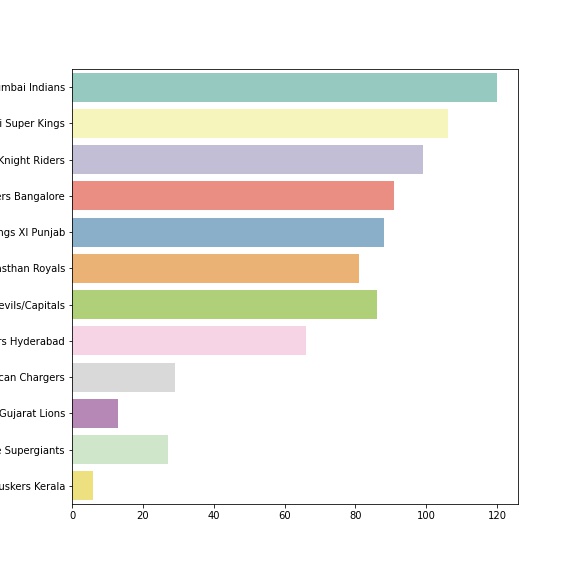 mbai Indians
i Super Kings
Knight Riders
ers Bangalore
ngs XI Punjab
asthan Royals
evils/Capitals
rs Hyderabad
can Chargers
Gujarat Lions
e Supergiants
uskers Kerala
0 20 40 60 80 100 120